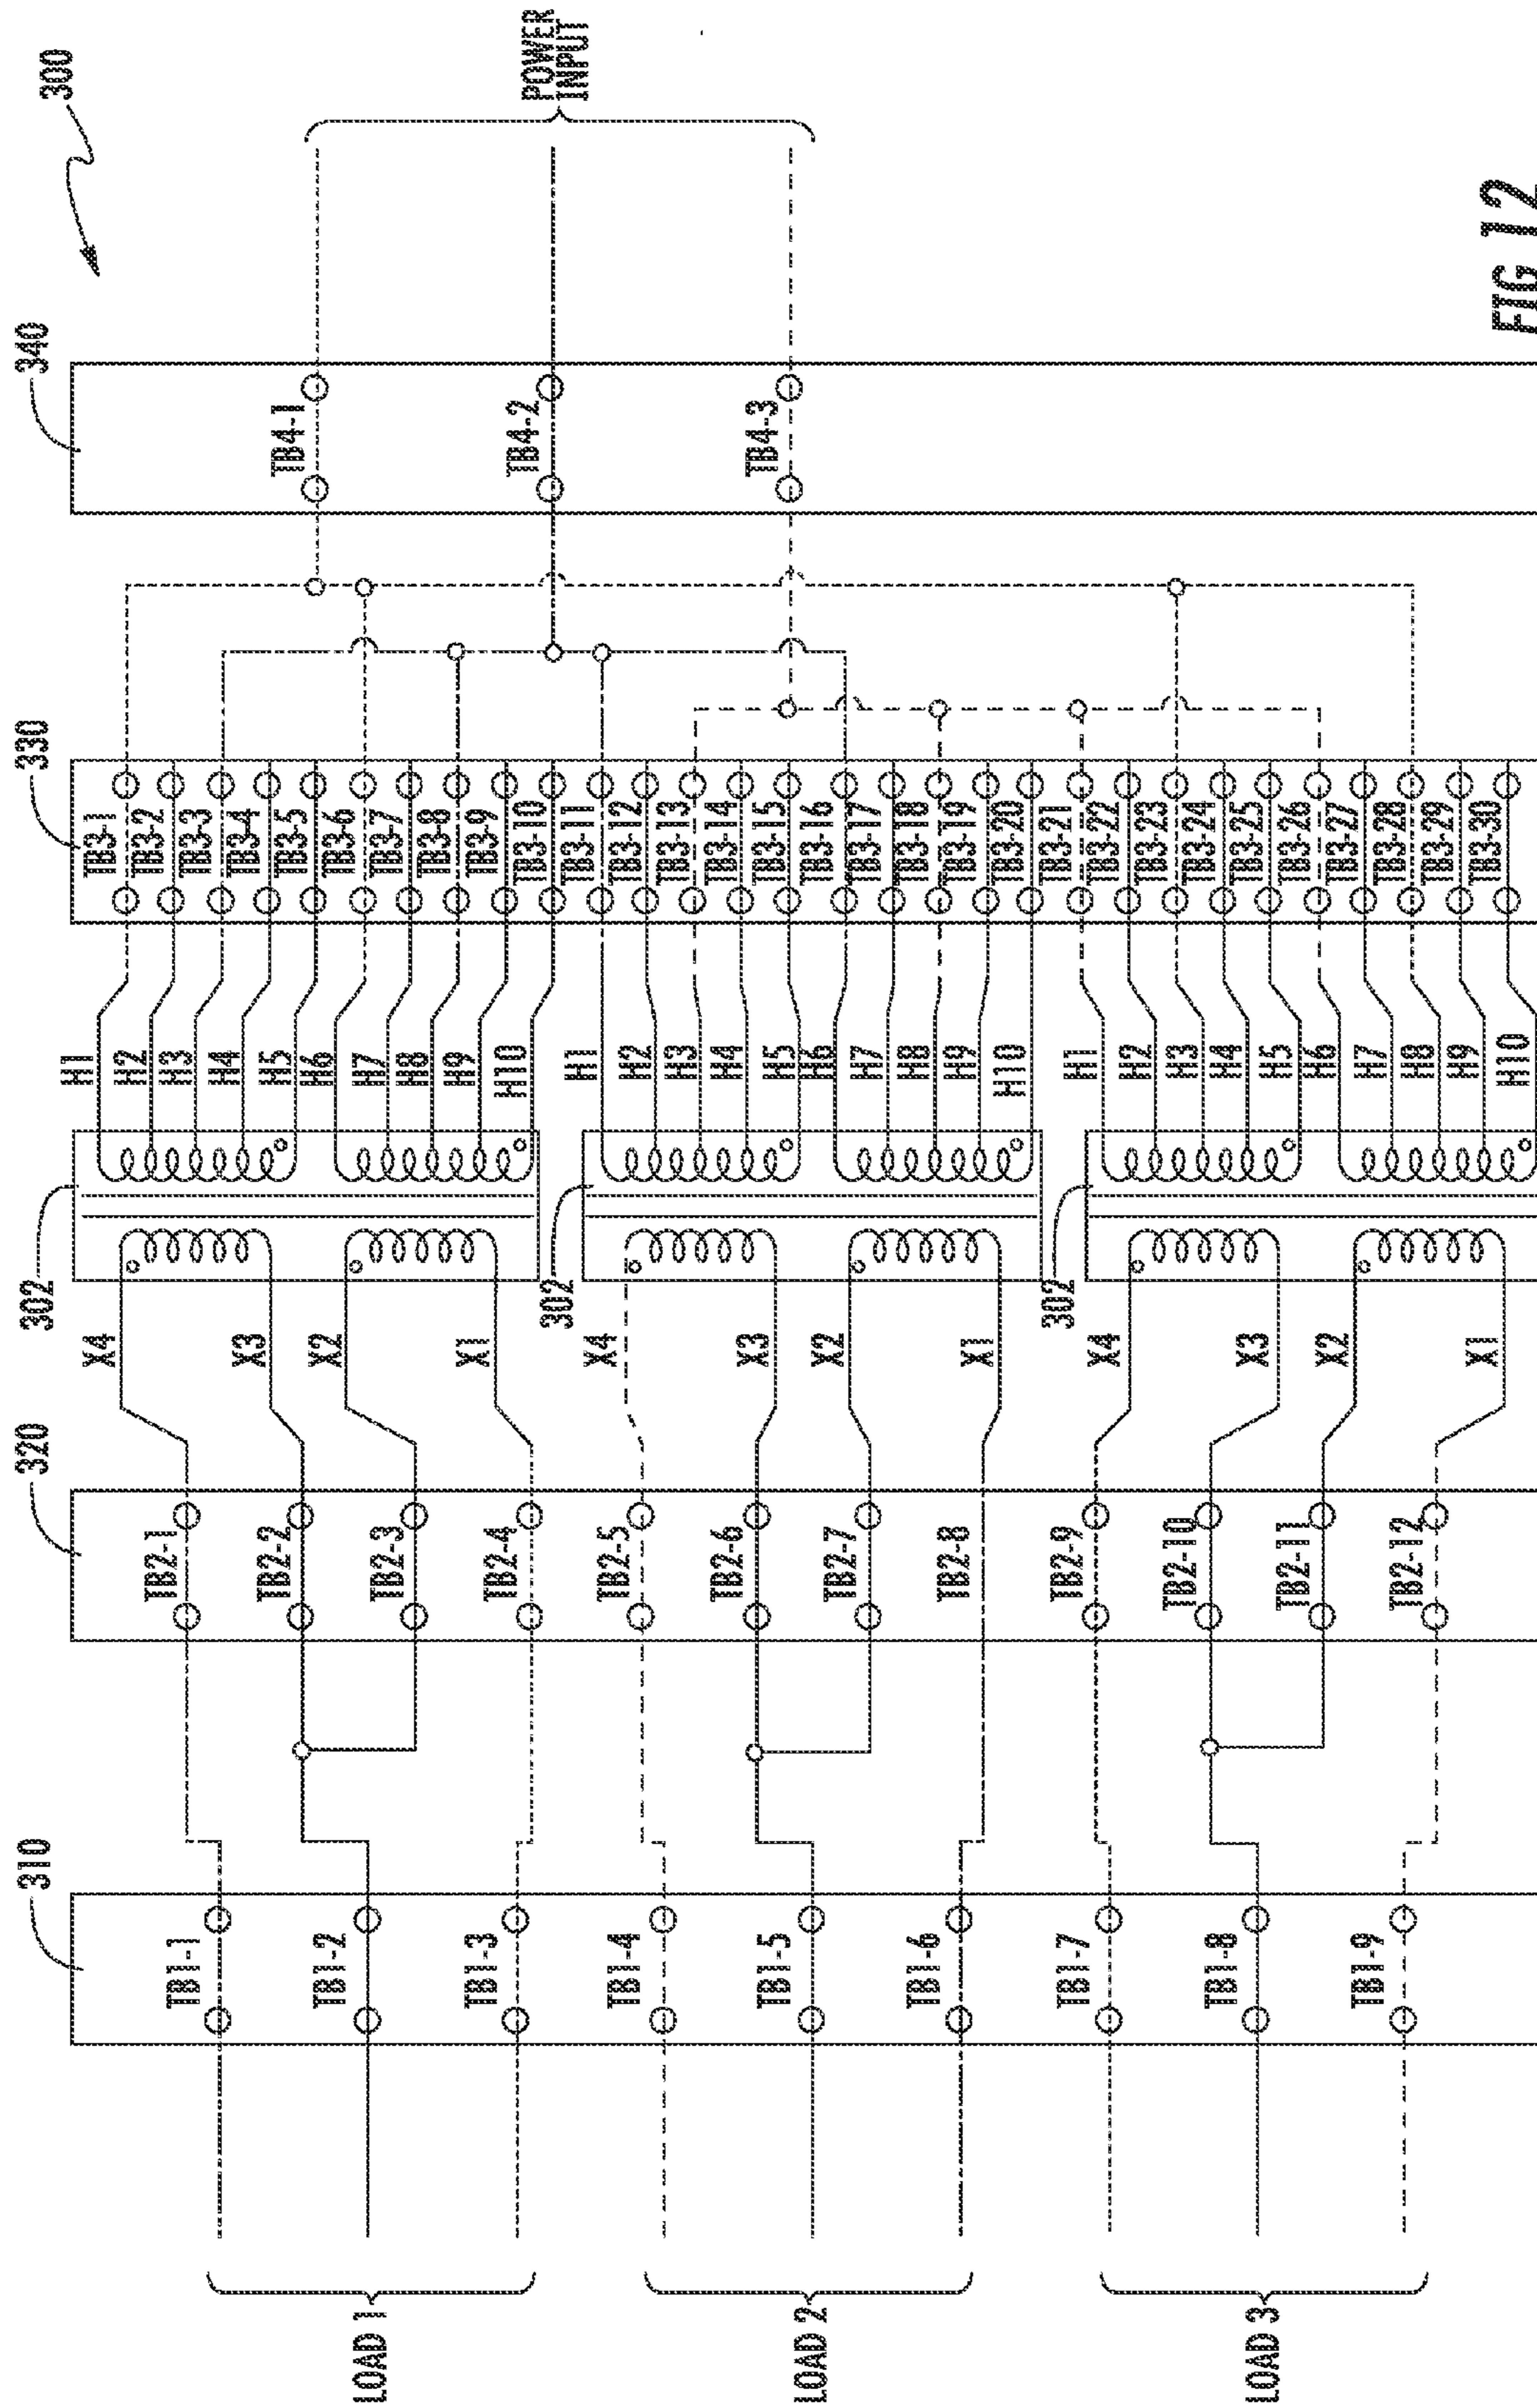 300
340
POWER
INPUT
TB4-1
TB4-2
TB4-3
330
TB3-1
TB3-2
TB3-3
TB3-4
TB3-5
TB3-6
TB3-7
TB3-8
TB3-9
TB3-10
TB3-11
TB3-12
TB3-13
TB3-14
TB3-15
TB3-16
TB3-17
TB3-18
TB3-19
TB3-20
TB3-21
TB3-22
TB3-23
TB3-24
TB3-25
TB3-26
TB3-27
TB3-28
TB3-29
TB3-30
H1
H2
H3
H4
H5
H6
H7
H8
H9
H10
H1
H2
H3
H4
H5
H6
H7
H8
H9
H10
H1
H2
H3
H4
H5
H6
H7
H8
H9
H10
302
302
302
X4
X3
X2
X1
X4
X3
X2
X1
X4
X3
X2
X1
320
TB2-1
TB2-2
TB2-3
TB2-4
TB2-5
TB2-6
TB2-7
TB2-8
TB2-9
TB2-10
TB2-11
TB2-12
310
TB1-1
TB1-2
TB1-3
TB1-4
TB1-5
TB1-6
TB1-7
TB1-8
TB1-9
LOAD 1
LOAD 2
LOAD 3
FIG 12